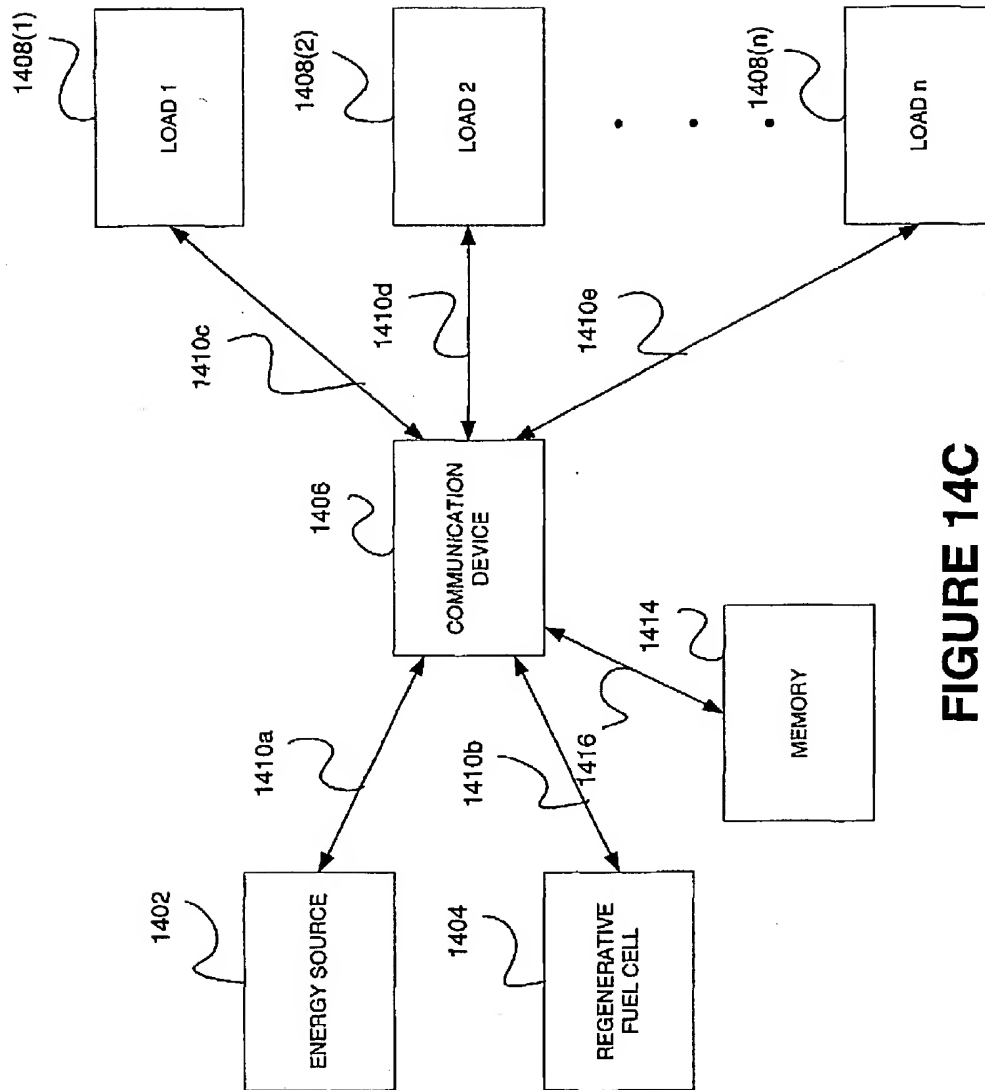 1402
ENERGY SOURCE
1404
REGENERATIVE
FUEL CELL
1410a
1410b
1416
1414
MEMORY
1406
COMMUNICATION
DEVICE
1410c
1410d
1410e
1408(1)
LOAD 1
1408(2)
LOAD 2
1408(n)
LOAD n
FIGURE 14C